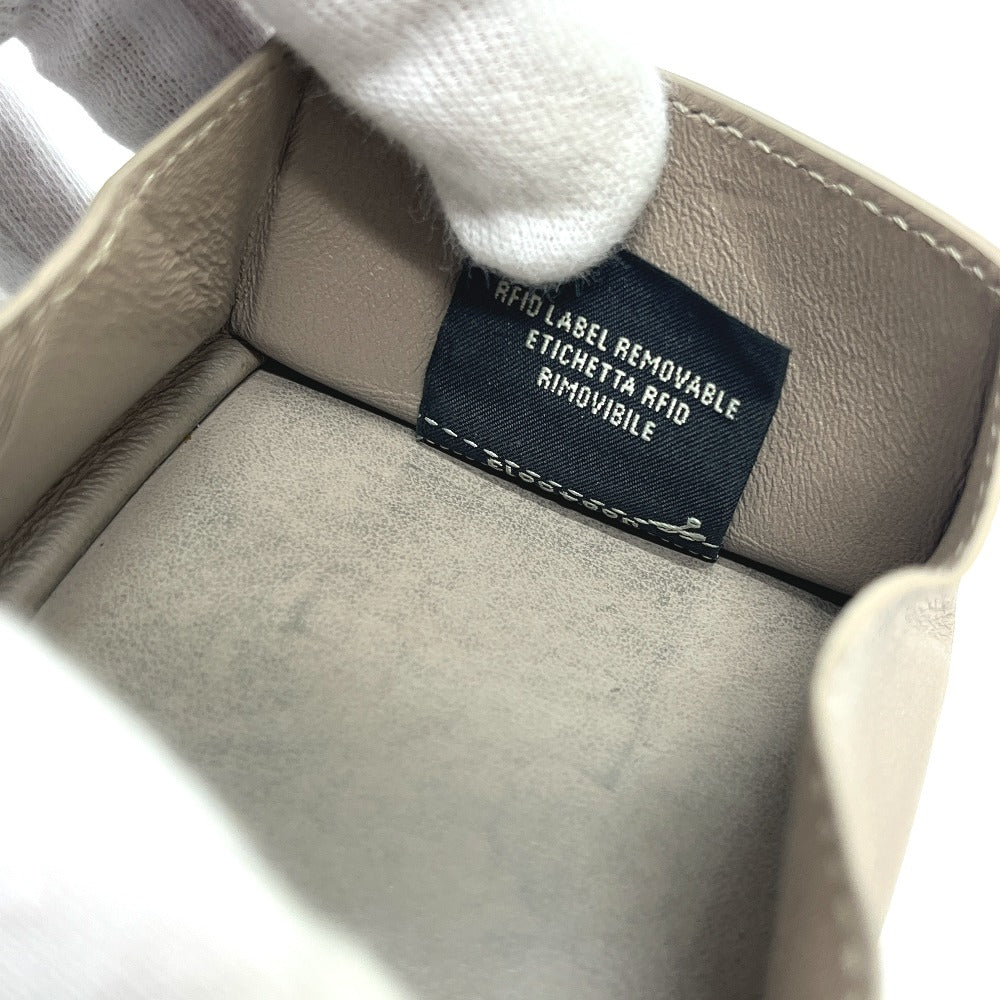 RFID LABEL REMOVABLE
ETICHETTA RFID
RIMOVIBILE